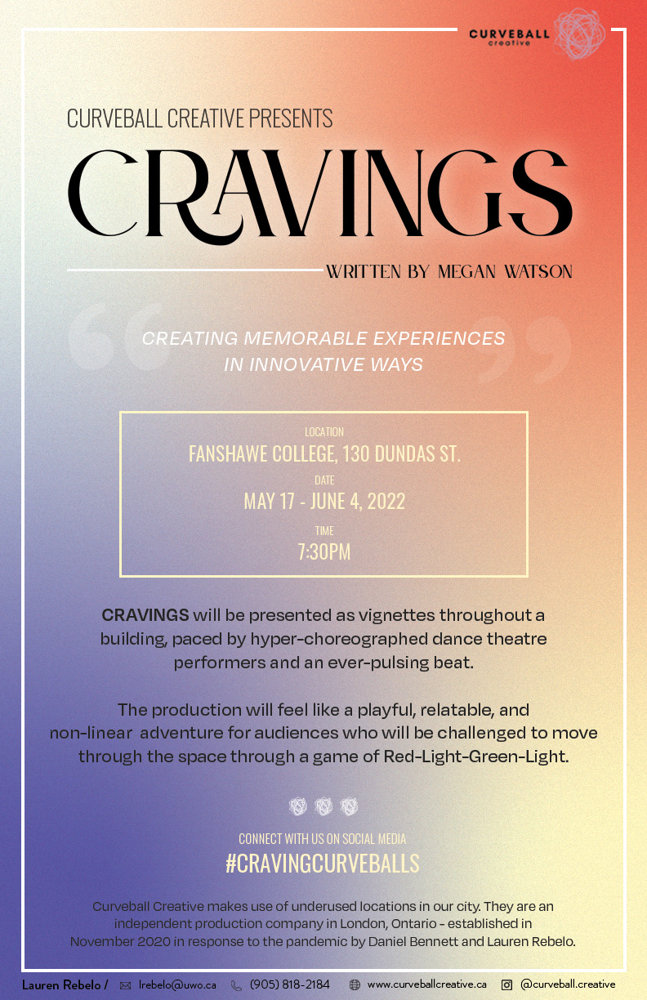 CURVEBALL
creative
CURVEBALL CREATIVE PRESENTS
CRAVINGS
WRITTEN BY MEGAN WATSON
“ ”
CREATING MEMORABLE EXPERIENCES
IN INNOVATIVE WAYS
LOCATION
FANSHAWE COLLEGE, 130 DUNDAS ST.
DATE
MAY 17 - JUNE 4, 2022
TIME
7:30PM
CRAVINGS will be presented as vignettes throughout a
building, paced by hyper-choreographed dance theatre
performers and an ever-pulsing beat.
The production will feel like a playful, relatable, and
non-linear adventure for audiences who will be challenged to move
through the space through a game of Red-Light-Green-Light.
CONNECT WITH US ON SOCIAL MEDIA
#CRAVINGCURVEBALLS
Curveball Creative makes use of underused locations in our city. They are an
independent production company in London, Ontario - established in
November 2020 in response to the pandemic by Daniel Bennett and Lauren Rebelo.
Lauren Rebelo / lrebelo@uwo.ca (905) 818-2184 www.curveballcreative.ca @curveball.creative